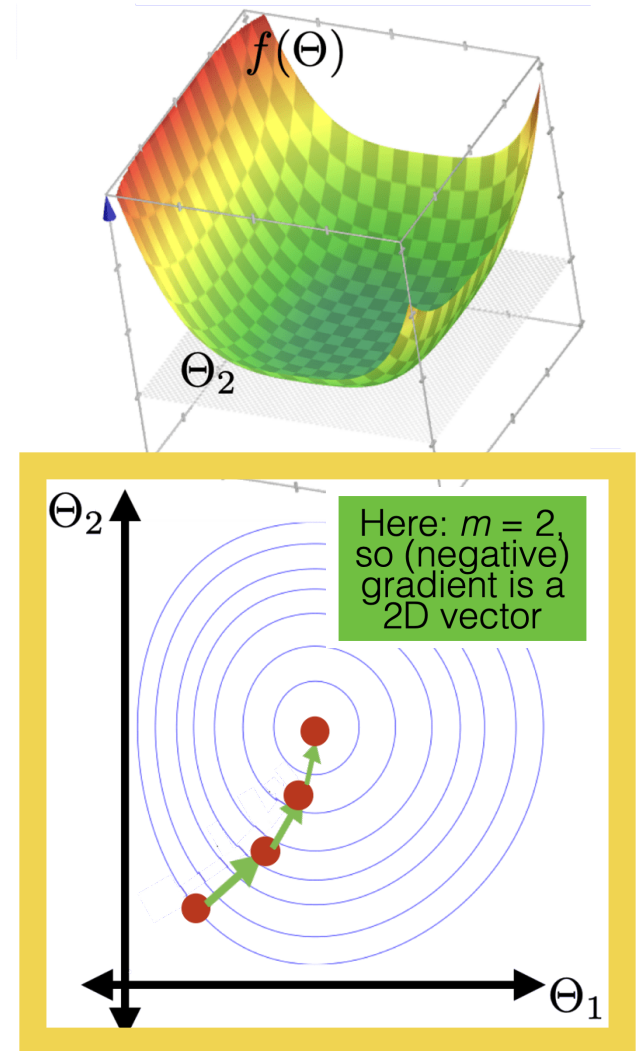 f(Θ)
Θ₂
Θ₂
Here: m = 2,
so (negative)
gradient is a
2D vector
Θ₁